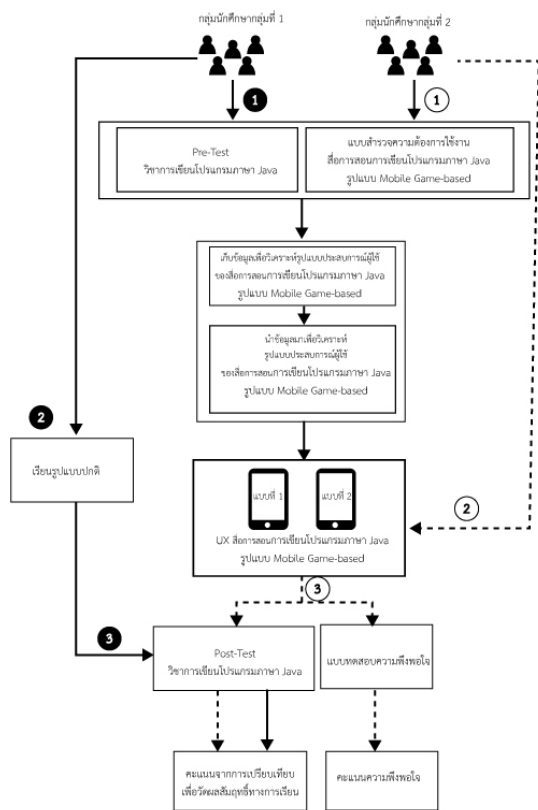 กลุ่มนักศึกษากลุ่มที่ 1
กลุ่มนักศึกษากลุ่มที่ 2
1
1
Pre-Test
วิชาการเขียนโปรแกรมภาษา Java
แบบสำรวจความต้องการใช้งาน
สื่อการสอนการเขียนโปรแกรมภาษา Java
รูปแบบ Mobile Game-based
เก็บข้อมูลเพื่อวิเคราะห์รูปแบบประสบการณ์ผู้ใช้
ของสื่อการสอนการเขียนโปรแกรมภาษา Java
รูปแบบ Mobile Game-based
นำข้อมูลมาเพื่อวิเคราะห์
รูปแบบประสบการณ์ผู้ใช้
ของสื่อการสอนการเขียนโปรแกรมภาษา Java
รูปแบบ Mobile Game-based
2
เรียนรูปแบบปกติ
แบบที่ 1
แบบที่ 2
UX สื่อการสอนการเขียนโปรแกรมภาษา Java
รูปแบบ Mobile Game-based
2
3
3
Post-Test
วิชาการเขียนโปรแกรมภาษา Java
แบบทดสอบความพึงพอใจ
คะแนนจากการเปรียบเทียบ
เพื่อวัดผลสัมฤทธิ์ทางการเรียน
คะแนนความพึงพอใจ